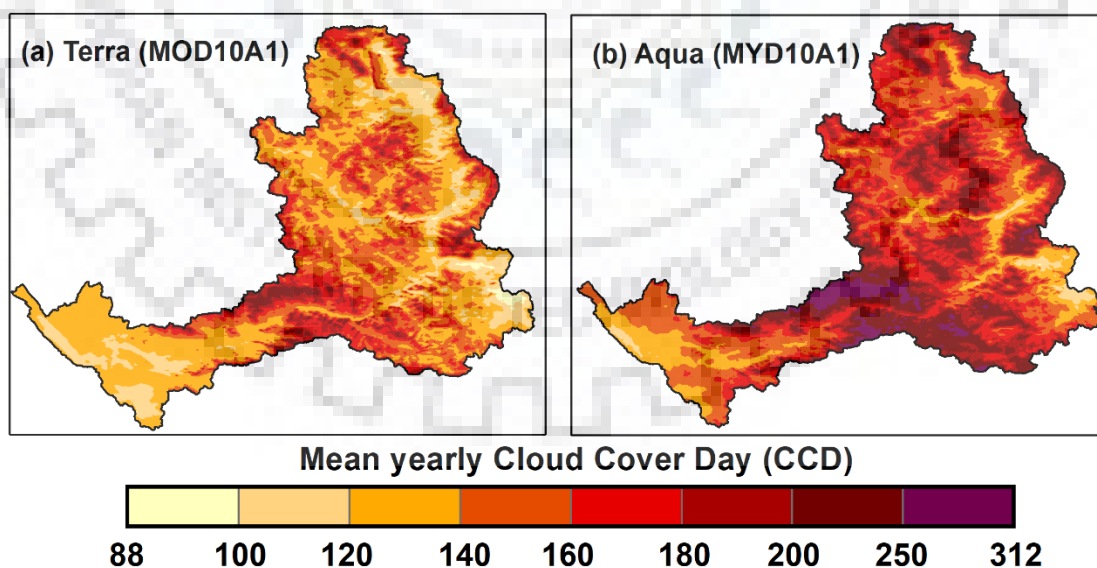 (a) Terra (MOD10A1)
(b) Aqua (MYD10A1)
Mean yearly Cloud Cover Day (CCD)
88 100 120 140 160 180 200 250 312